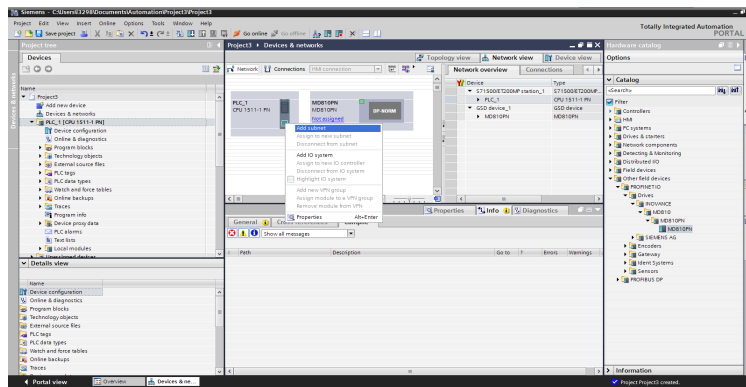 Siemens - C:\Users\13298\Documents\Automation\Project3\Project3
Project Edit View Insert Online Options Tools Window Help
Totally Integrated Automation
PORTAL
Save project
Go online
Go offline
Project tree
Project3 ▸ Devices & networks
Hardware catalog
Devices
Topology view
Network view
Device view
Options
Network
Connections
HMI connection
Network overview
Connections
Devices & networks
Name
Project3
Add new device
Devices & networks
PLC_1 [CPU 1511-1 PN]
Device configuration
Online & diagnostics
Program blocks
Technology objects
External source files
PLC tags
PLC data types
Watch and force tables
Online backups
Traces
Program info
Device proxy data
PLC alarms
Text lists
Local modules
Unassigned devices
PLC_1
CPU 1511-1 PN
MD810PN
MD810PN
DP-NORM
Not assigned
Add subnet
Assign to new subnet
Disconnect from subnet
Add IO system
Assign to new IO controller
Disconnect from IO system
Highlight IO system
Add new VPN group
Assign module to a VPN group
Remove module from VPN
Properties Alt+Enter
Device
Type
S71500/ET200MP station_1
S71500/ET200MP...
PLC_1
CPU 1511-1 PN
GSD device_1
GSD device
MD810PN
MD810PN
Catalog
<Search>
Filter
Controllers
HMI
PC systems
Drives & starters
Network components
Detecting & Monitoring
Distributed I/O
Field devices
Other field devices
PROFINET IO
Drives
INOVANCE
MD810
MD810PN
MD810PN
SIEMENS AG
Encoders
Gateway
Ident Systems
Sensors
PROFIBUS DP
Properties
Info
Diagnostics
General
Cross-references
Compile
Show all messages
! Path Description Go to ? Errors Warnings
Details view
Name
Device configuration
Online & diagnostics
Program blocks
Technology objects
External source files
PLC tags
PLC data types
Watch and force tables
Online backups
Traces
Information
Portal view
Overview
Devices & ne...
Project Project3 created.